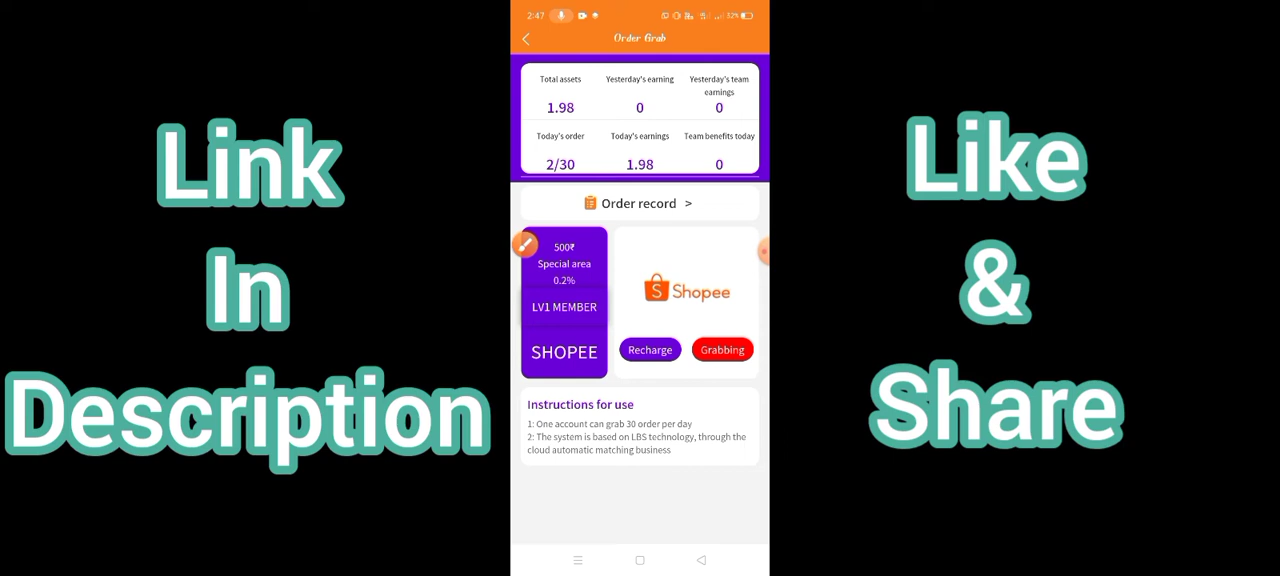 Link
In
Description
2:47
32%
Order Grab
Total assets
Yesterday's earning
Yesterday's team
earnings
1.98
0
0
Today's order
Today's earnings
Team benefits today
2/30
1.98
0
Order record >
500₹
Special area
0.2%
LV1 MEMBER
SHOPEE
S Shopee
Recharge
Grabbing
Instructions for use
1: One account can grab 30 order per day
2: The system is based on LBS technology, through the
cloud automatic matching business
Like
&
Share